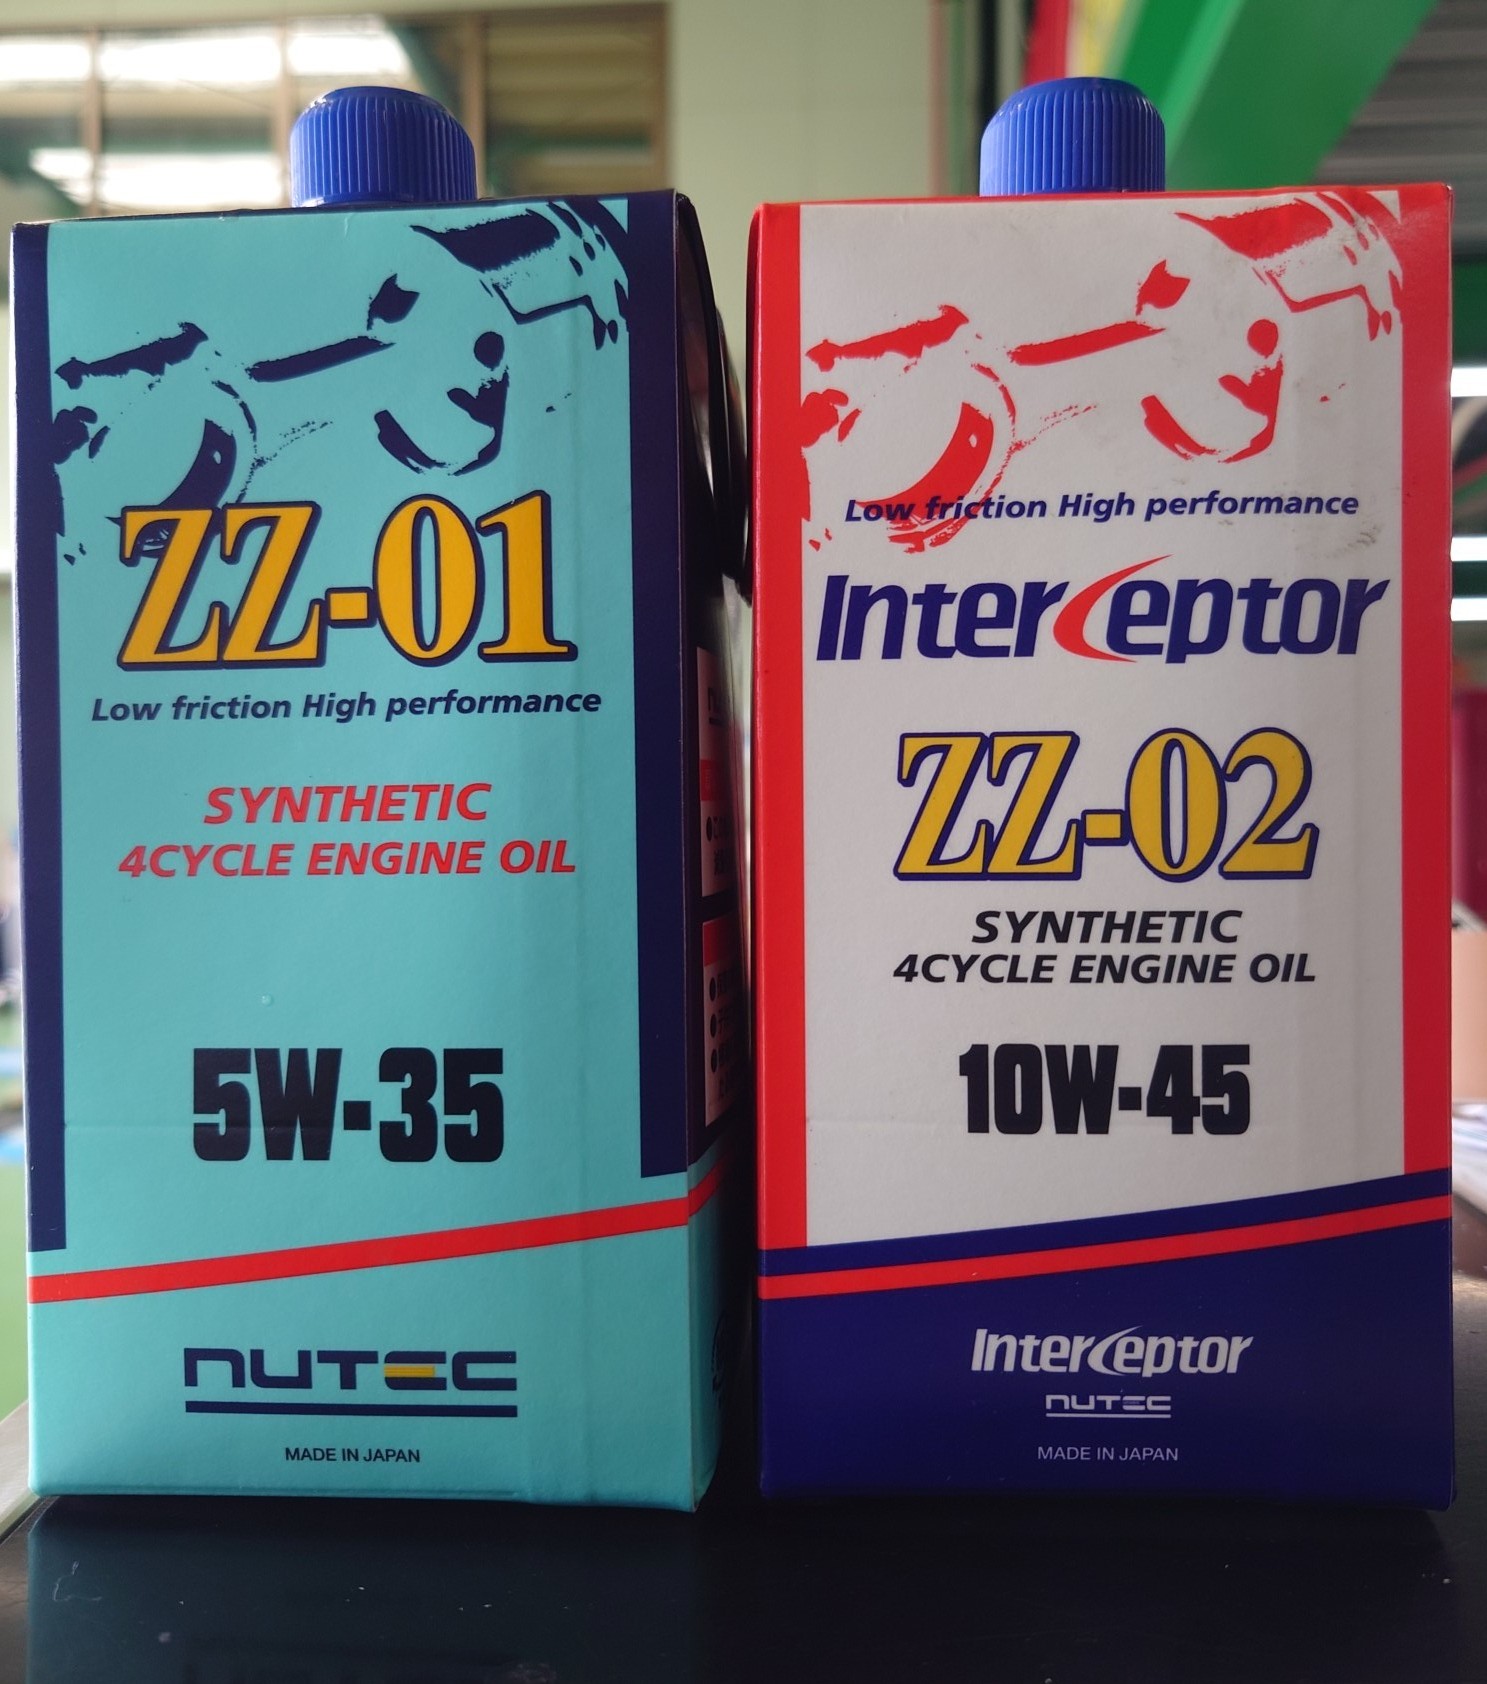 ZZ-01
Low friction High performance
SYNTHETIC
4CYCLE ENGINE OIL
5W-35
NUTEC
MADE IN JAPAN
Low friction High performance
Interceptor
ZZ-02
SYNTHETIC
4CYCLE ENGINE OIL
10W-45
Interceptor
NUTEC
MADE IN JAPAN